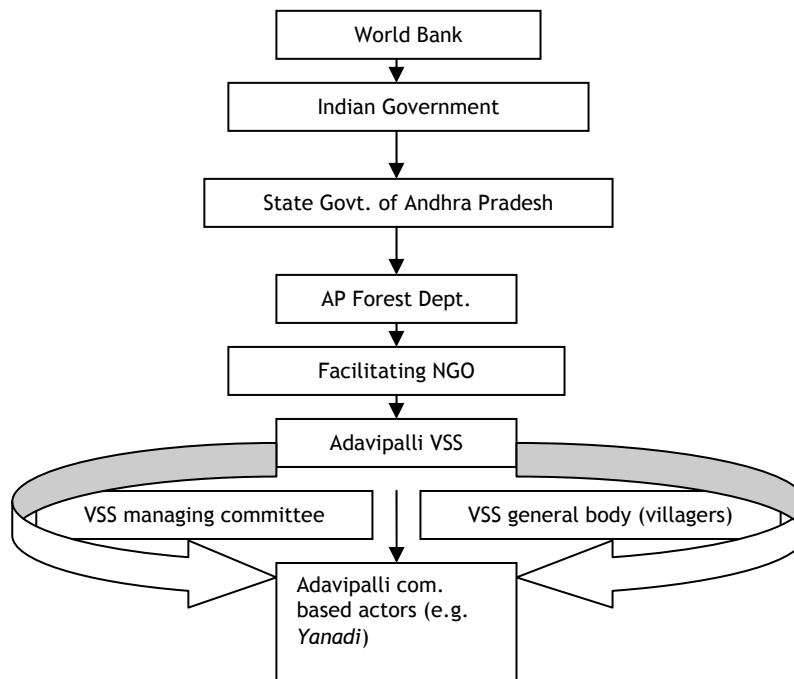 World Bank
Indian Government
State Govt. of Andhra Pradesh
AP Forest Dept.
Facilitating NGO
Adavipalli VSS
VSS managing committee
VSS general body (villagers)
Adavipalli com.
based actors (e.g.
Yanadi)